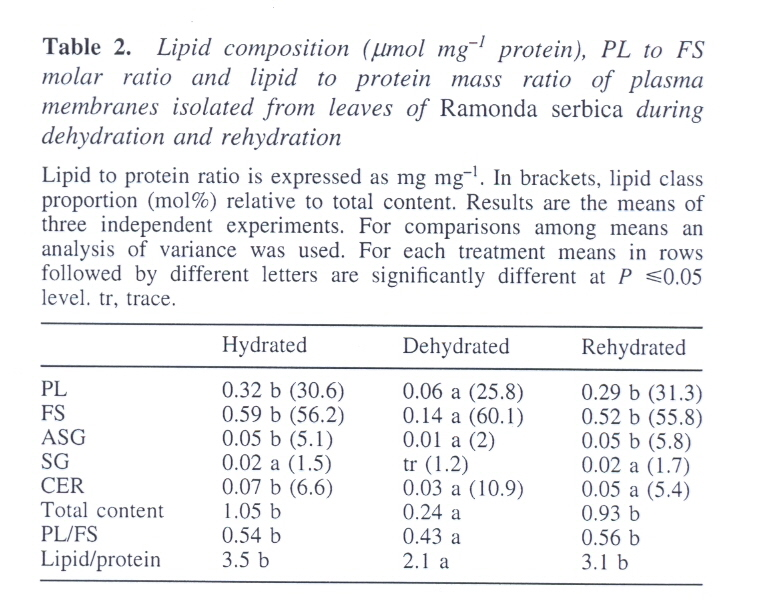 Table 2. Lipid composition (μmol mg⁻¹ protein), PL to FS
molar ratio and lipid to protein mass ratio of plasma
membranes isolated from leaves of Ramonda serbica during
dehydration and rehydration
Lipid to protein ratio is expressed as mg mg⁻¹. In brackets, lipid class
proportion (mol%) relative to total content. Results are the means of
three independent experiments. For comparisons among means an
analysis of variance was used. For each treatment means in rows
followed by different letters are significantly different at P ≤0.05
level. tr, trace.
Hydrated Dehydrated Rehydrated
PL 0.32 b (30.6) 0.06 a (25.8) 0.29 b (31.3)
FS 0.59 b (56.2) 0.14 a (60.1) 0.52 b (55.8)
ASG 0.05 b (5.1) 0.01 a (2) 0.05 b (5.8)
SG 0.02 a (1.5) tr (1.2) 0.02 a (1.7)
CER 0.07 b (6.6) 0.03 a (10.9) 0.05 a (5.4)
Total content 1.05 b 0.24 a 0.93 b
PL/FS 0.54 b 0.43 a 0.56 b
Lipid/protein 3.5 b 2.1 a 3.1 b